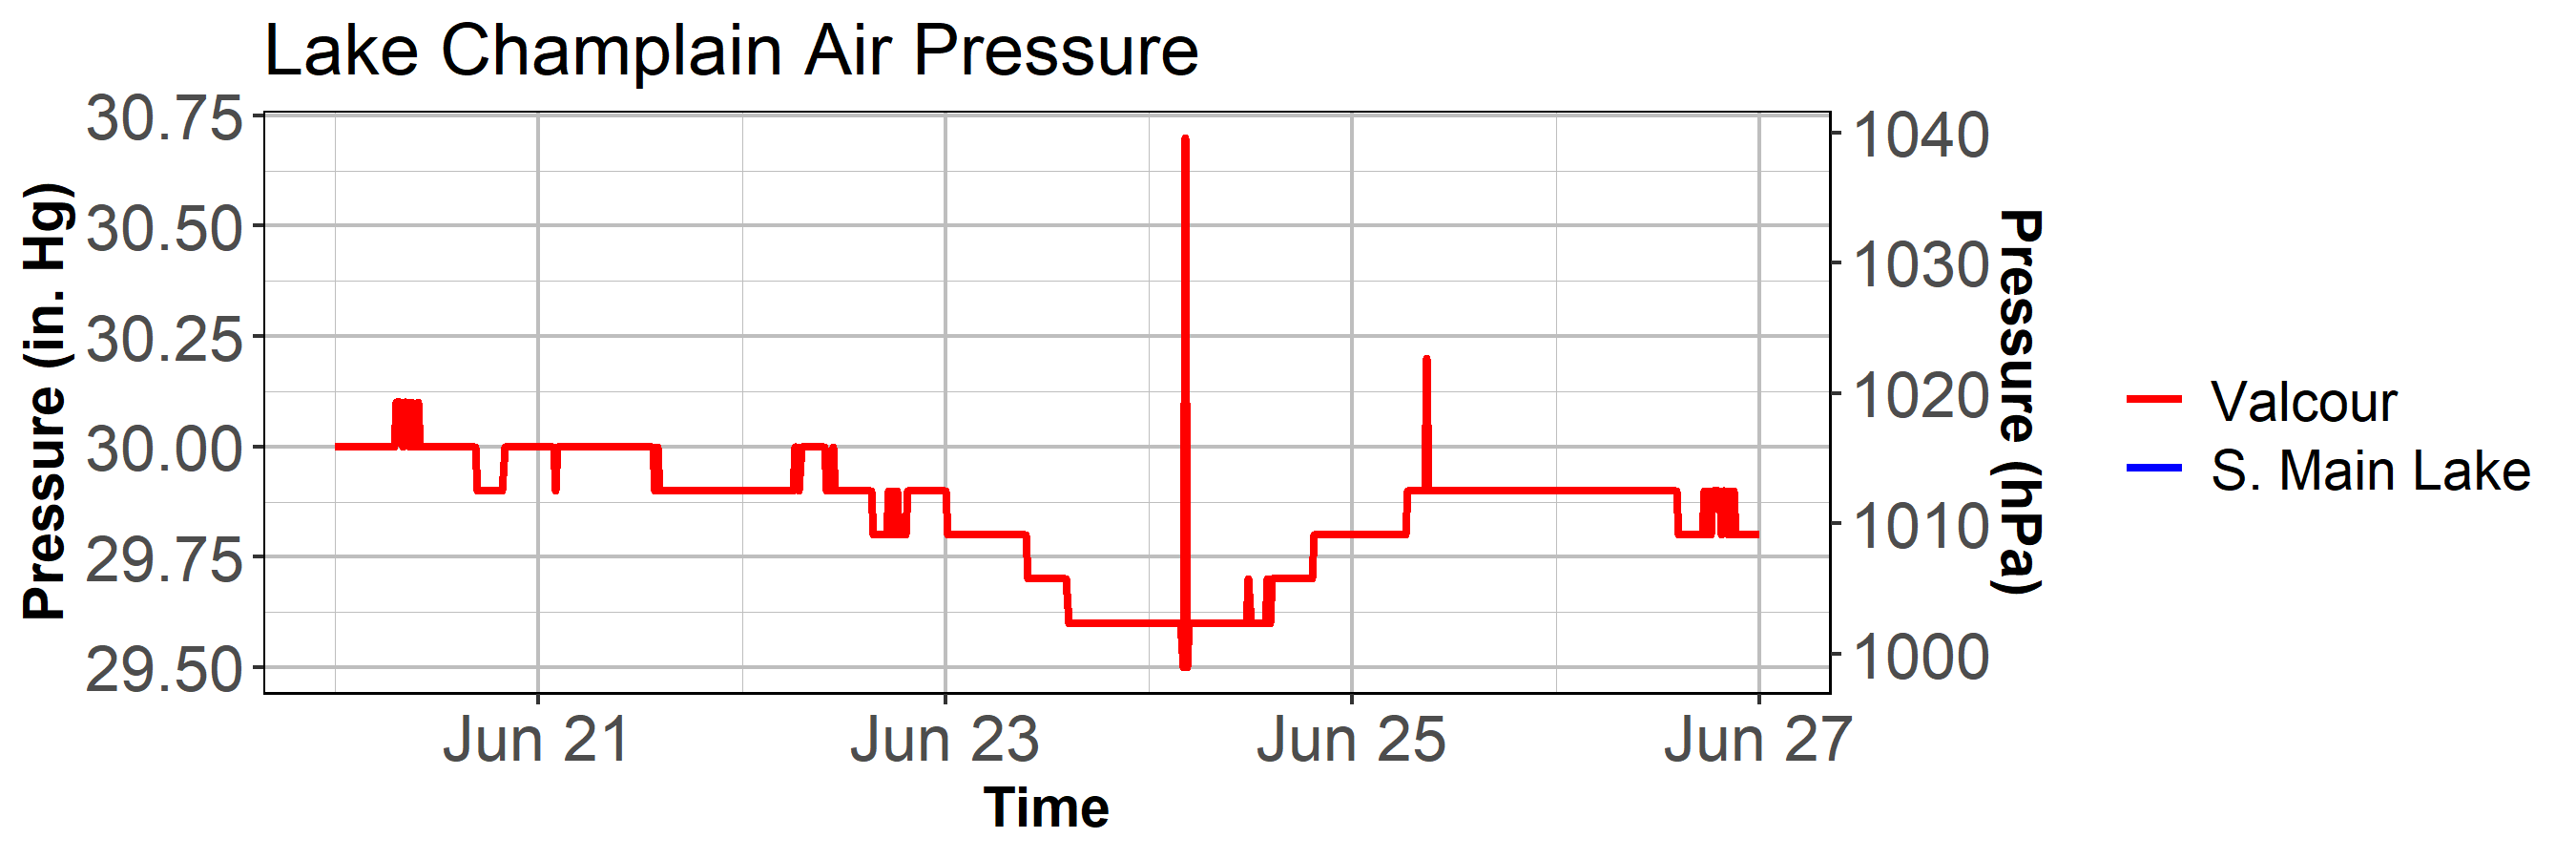 Lake Champlain Air Pressure
Pressure (in. Hg)
30.75
30.50
30.25
30.00
29.75
29.50
1040
1030
1020
1010
1000
Pressure (hPa)
Jun 21 Jun 23 Jun 25 Jun 27
Time
Valcour
S. Main Lake